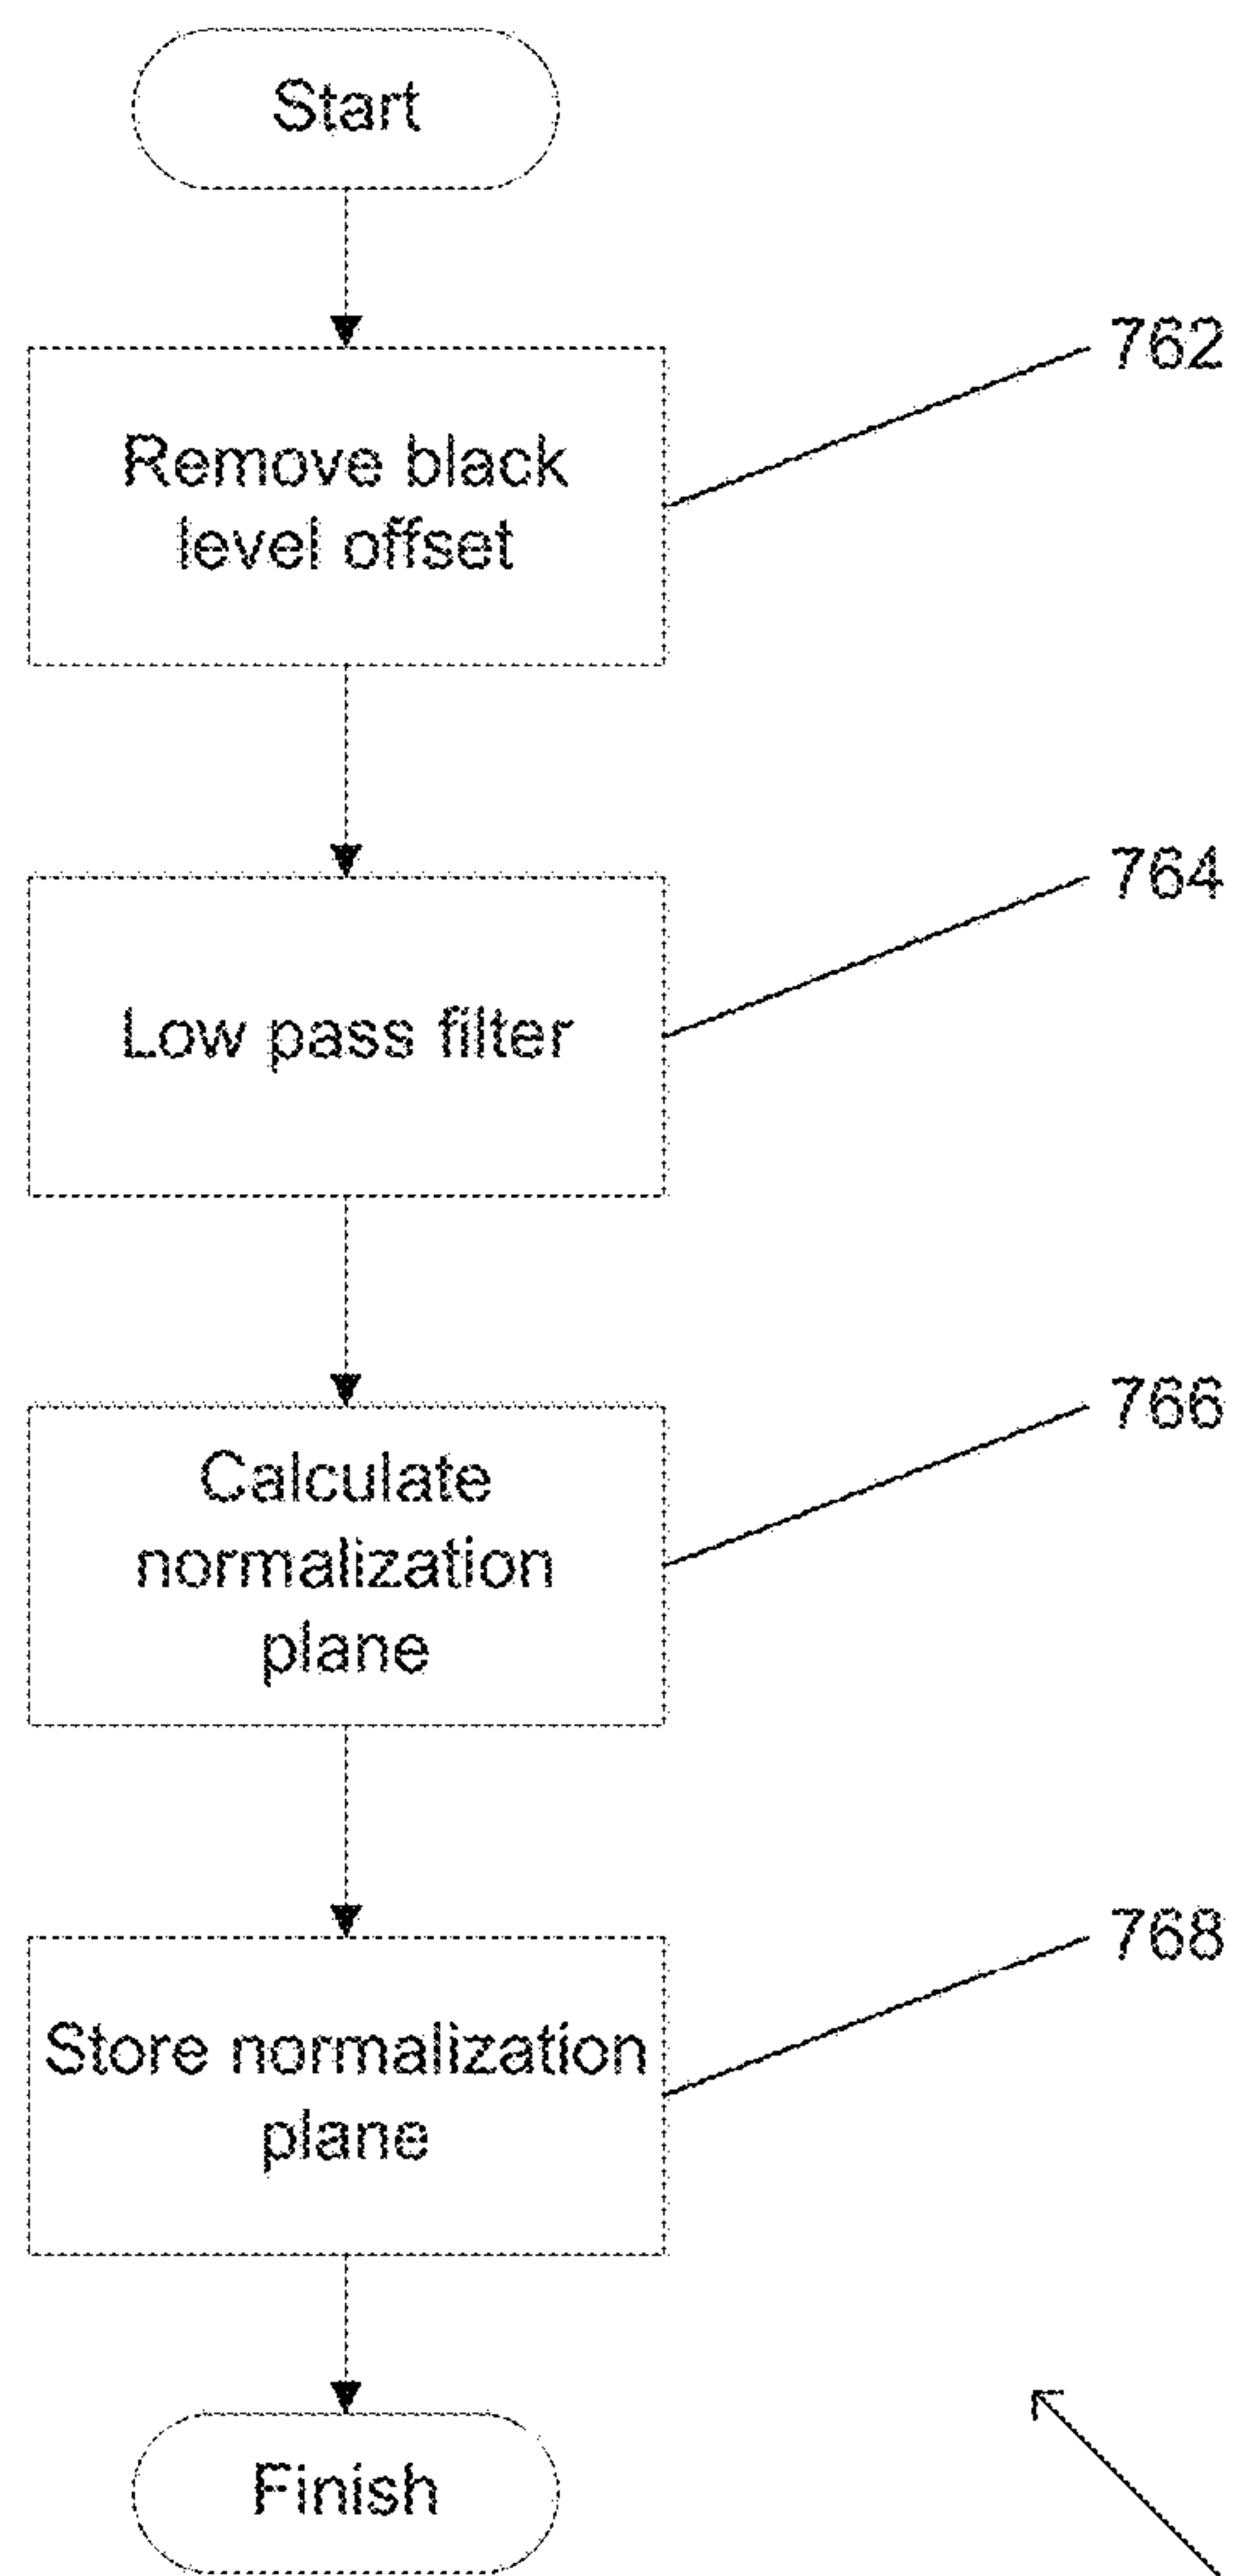 Start
762
Remove black
level offset
764
Low pass filter
766
Calculate
normalization
plane
768
Store normalization
plane
Finish